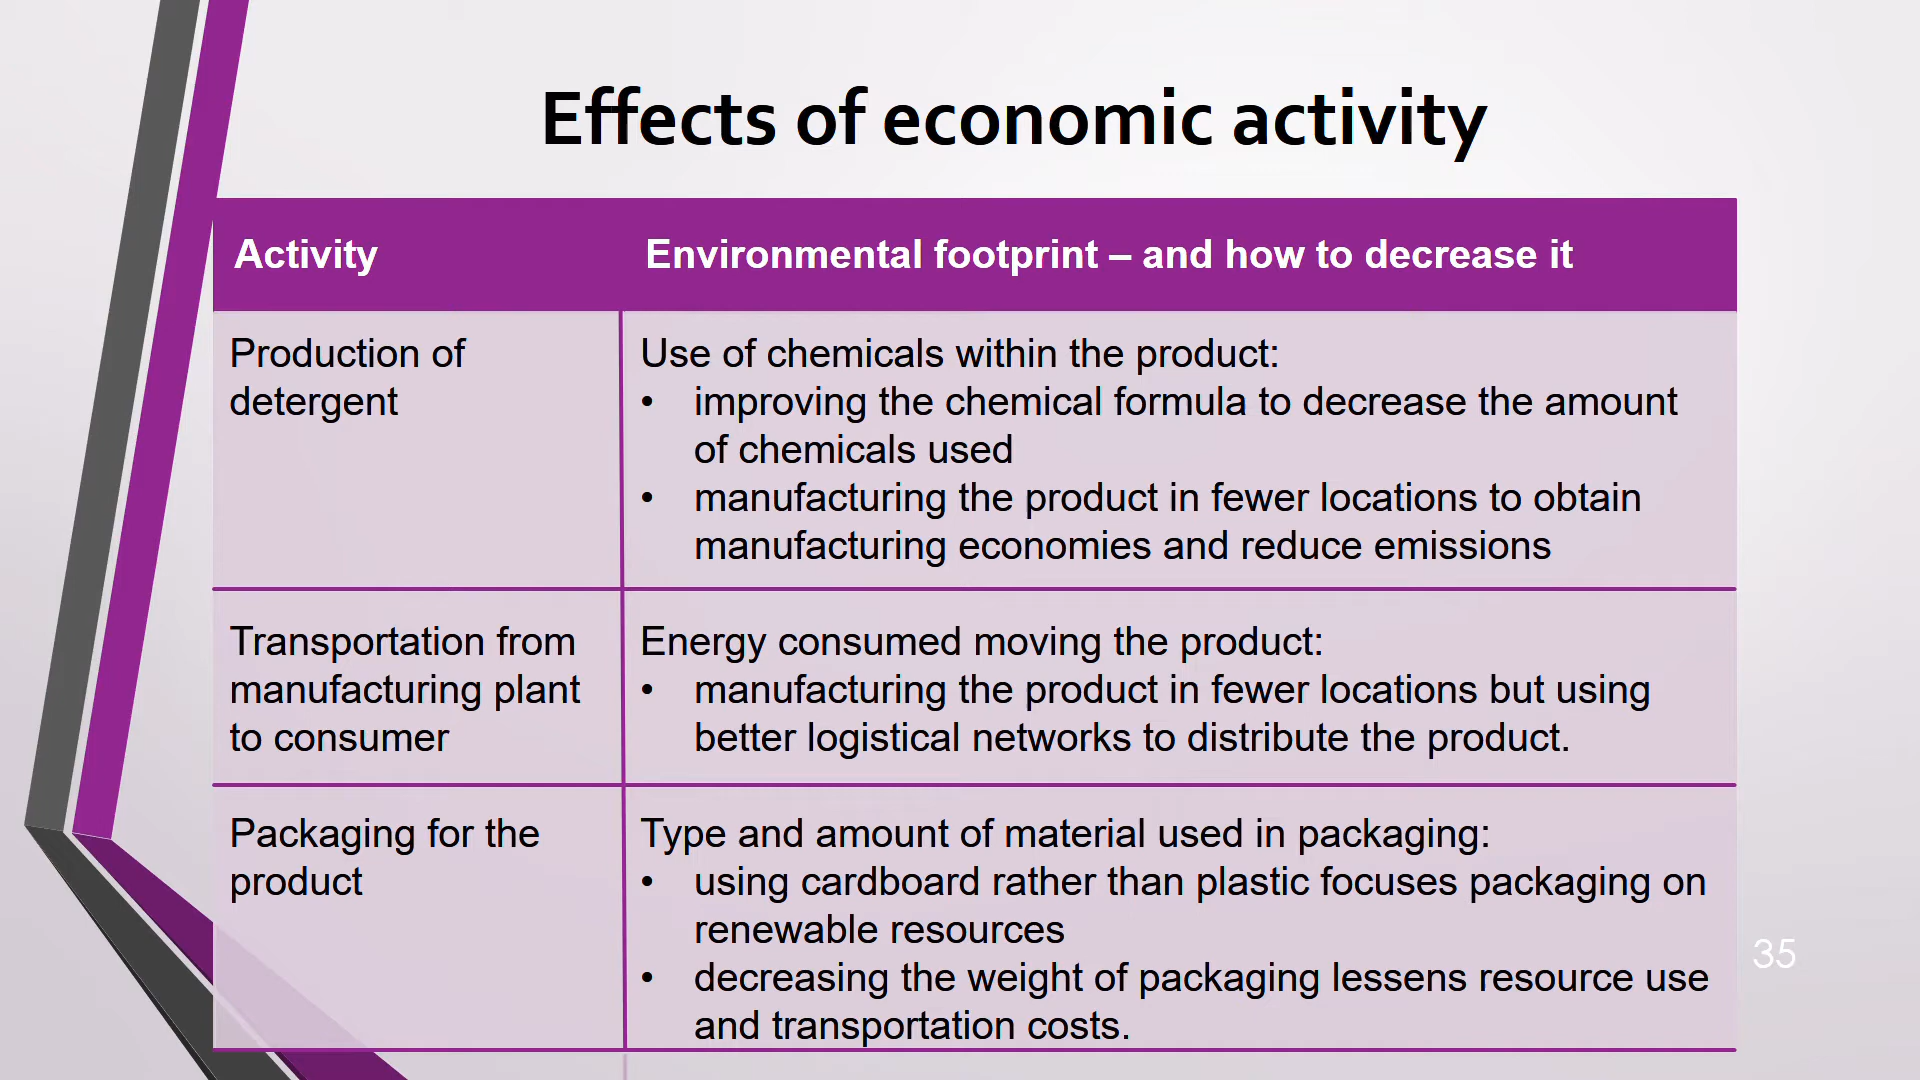 Effects of economic activity
Activity
Environmental footprint – and how to decrease it
Production of
detergent
Use of chemicals within the product:
• improving the chemical formula to decrease the amount
of chemicals used
• manufacturing the product in fewer locations to obtain
manufacturing economies and reduce emissions
Transportation from
manufacturing plant
to consumer
Energy consumed moving the product:
• manufacturing the product in fewer locations but using
better logistical networks to distribute the product.
Packaging for the
product
Type and amount of material used in packaging:
• using cardboard rather than plastic focuses packaging on
renewable resources
• decreasing the weight of packaging lessens resource use
and transportation costs.
35